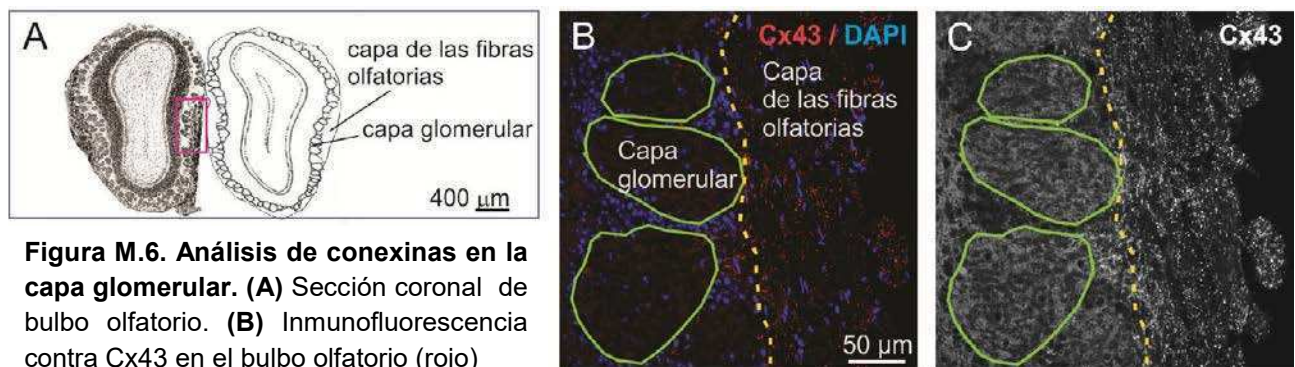 A
capa de las fibras
olfatorias
capa glomerular
400 μm
Figura M.6. Análisis de conexinas en la
capa glomerular. (A) Sección coronal de
bulbo olfatorio. (B) Inmunofluorescencia
contra Cx43 en el bulbo olfatorio (rojo)
B
Cx43 / DAPI
Capa
de las fibras
olfatorias
Capa
glomerular
50 μm
C
Cx43